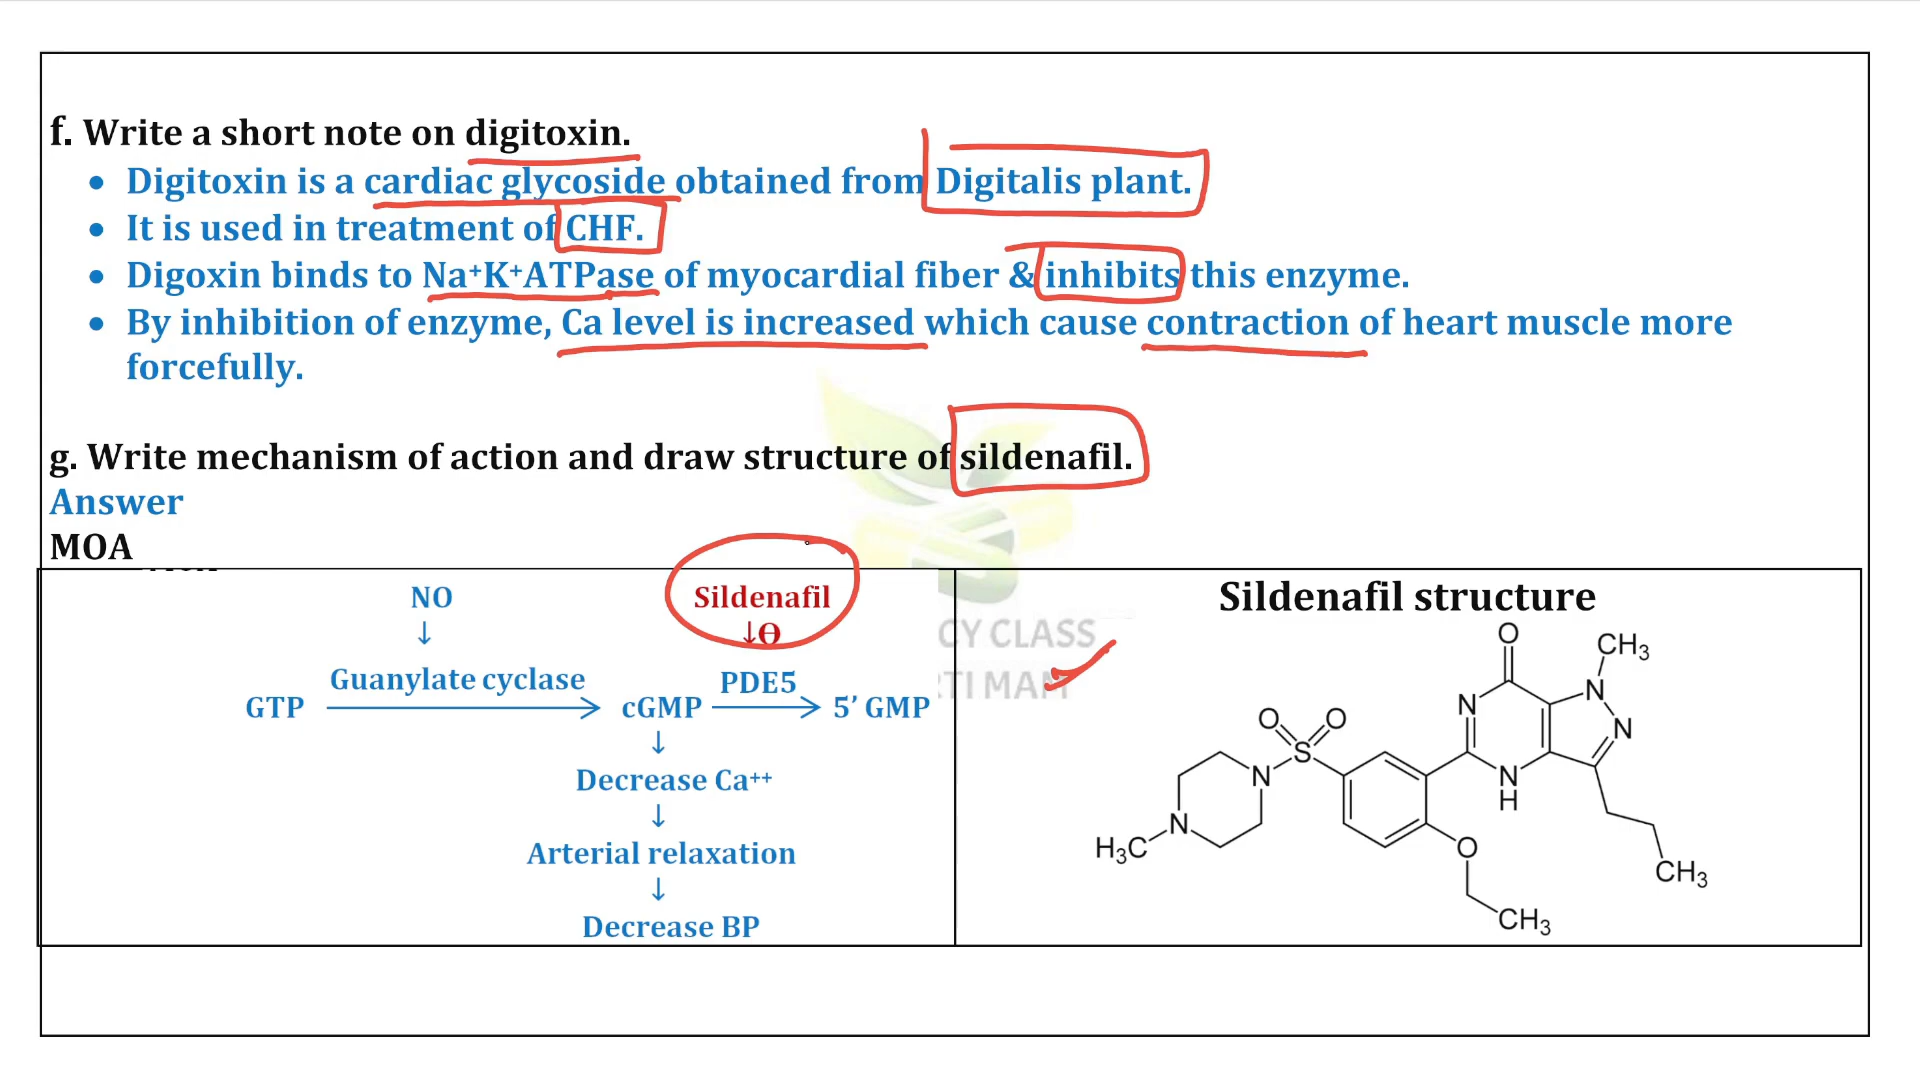 f. Write a short note on digitoxin.
• Digitoxin is a cardiac glycoside obtained from Digitalis plant.
• It is used in treatment of CHF.
• Digoxin binds to Na⁺K⁺ATPase of myocardial fiber & inhibits this enzyme.
• By inhibition of enzyme, Ca level is increased which cause contraction of heart muscle more
forcefully.
g. Write mechanism of action and draw structure of sildenafil.
Answer
MOA
NO
↓
Sildenafil
↓Ɵ
Guanylate cyclase
PDE5
GTP → cGMP → 5’ GMP
↓
Decrease Ca⁺⁺
↓
Arterial relaxation
↓
Decrease BP
CY CLASS
TI MAM
Sildenafil structure
O
CH₃
N
N
N
O O
S
N
N
H
N
H₃C
O
CH₃
CH₃